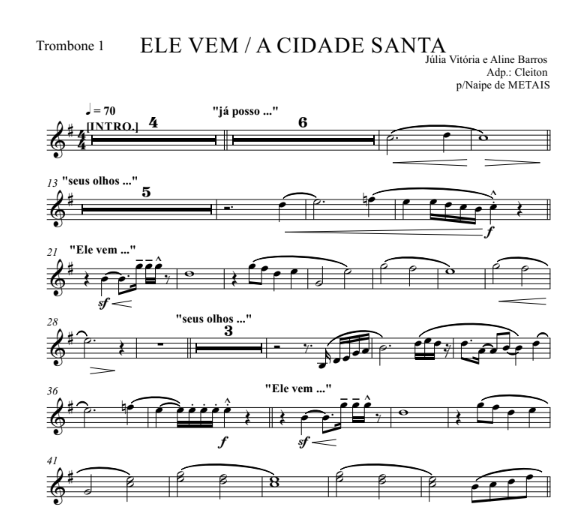 Trombone 1
ELE VEM / A CIDADE SANTA
Júlia Vitória e Aline Barros
Adp.: Cleiton
p/Naipe de METAIS
♩ = 70
[INTRO.]
4
"já posso ..."
6
13 "seus olhos ..."
5
f
21 "Ele vem ..."
sf
28 "seus olhos ..."
3
36 "Ele vem ..."
f sf
41